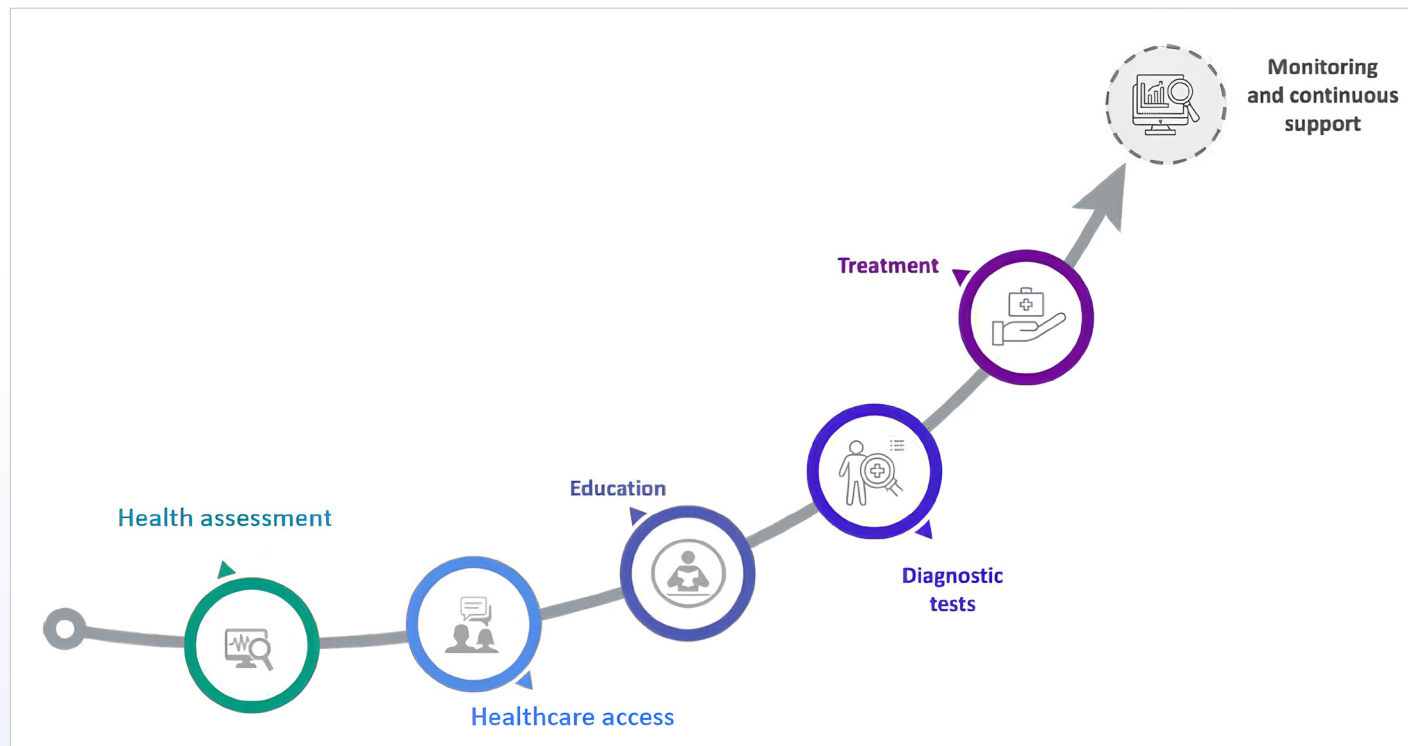 Health assessment
Healthcare access
Education
Diagnostic
tests
Treatment
Monitoring
and continuous
support